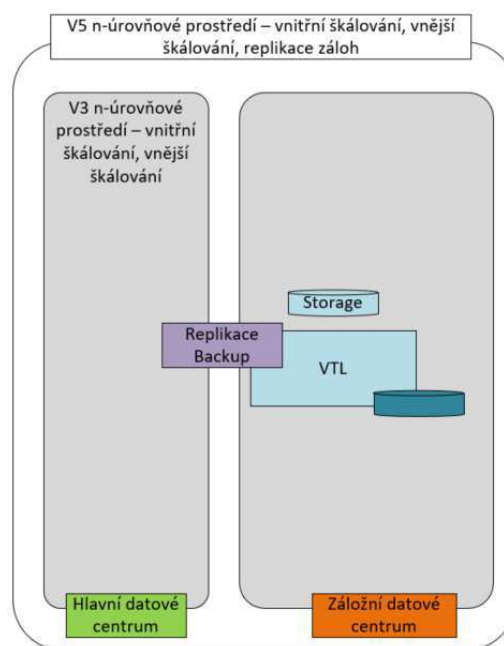 V5 n-úrovňové prostředí – vnitřní škálování, vnější
škálování, replikace záloh
V3 n-úrovňové
prostředí – vnitřní
škálování, vnější
škálování
Storage
Replikace
Backup
VTL
Hlavní datové
centrum
Záložní datové
centrum